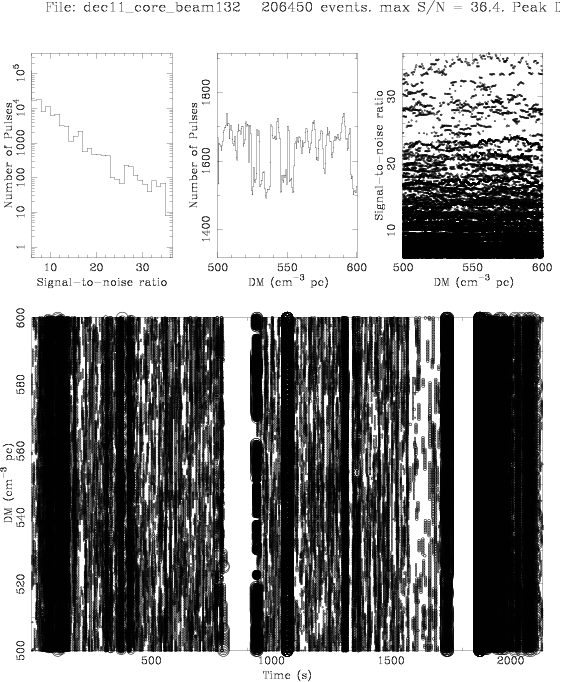 File: dec11_core_beam132 206450 events. max S/N = 36.4. Peak D
Number of Pulses
10⁵
10⁴
1000
100
10
1
10 20 30
Signal-to-noise ratio
Number of Pulses
1800
1600
1400
500 550 600
DM (cm⁻³ pc)
Signal-to-noise ratio
30
20
10
500 550 600
DM (cm⁻³ pc)
DM (cm⁻³ pc)
600
580
560
540
520
500
500 1000 1500 2000
Time (s)